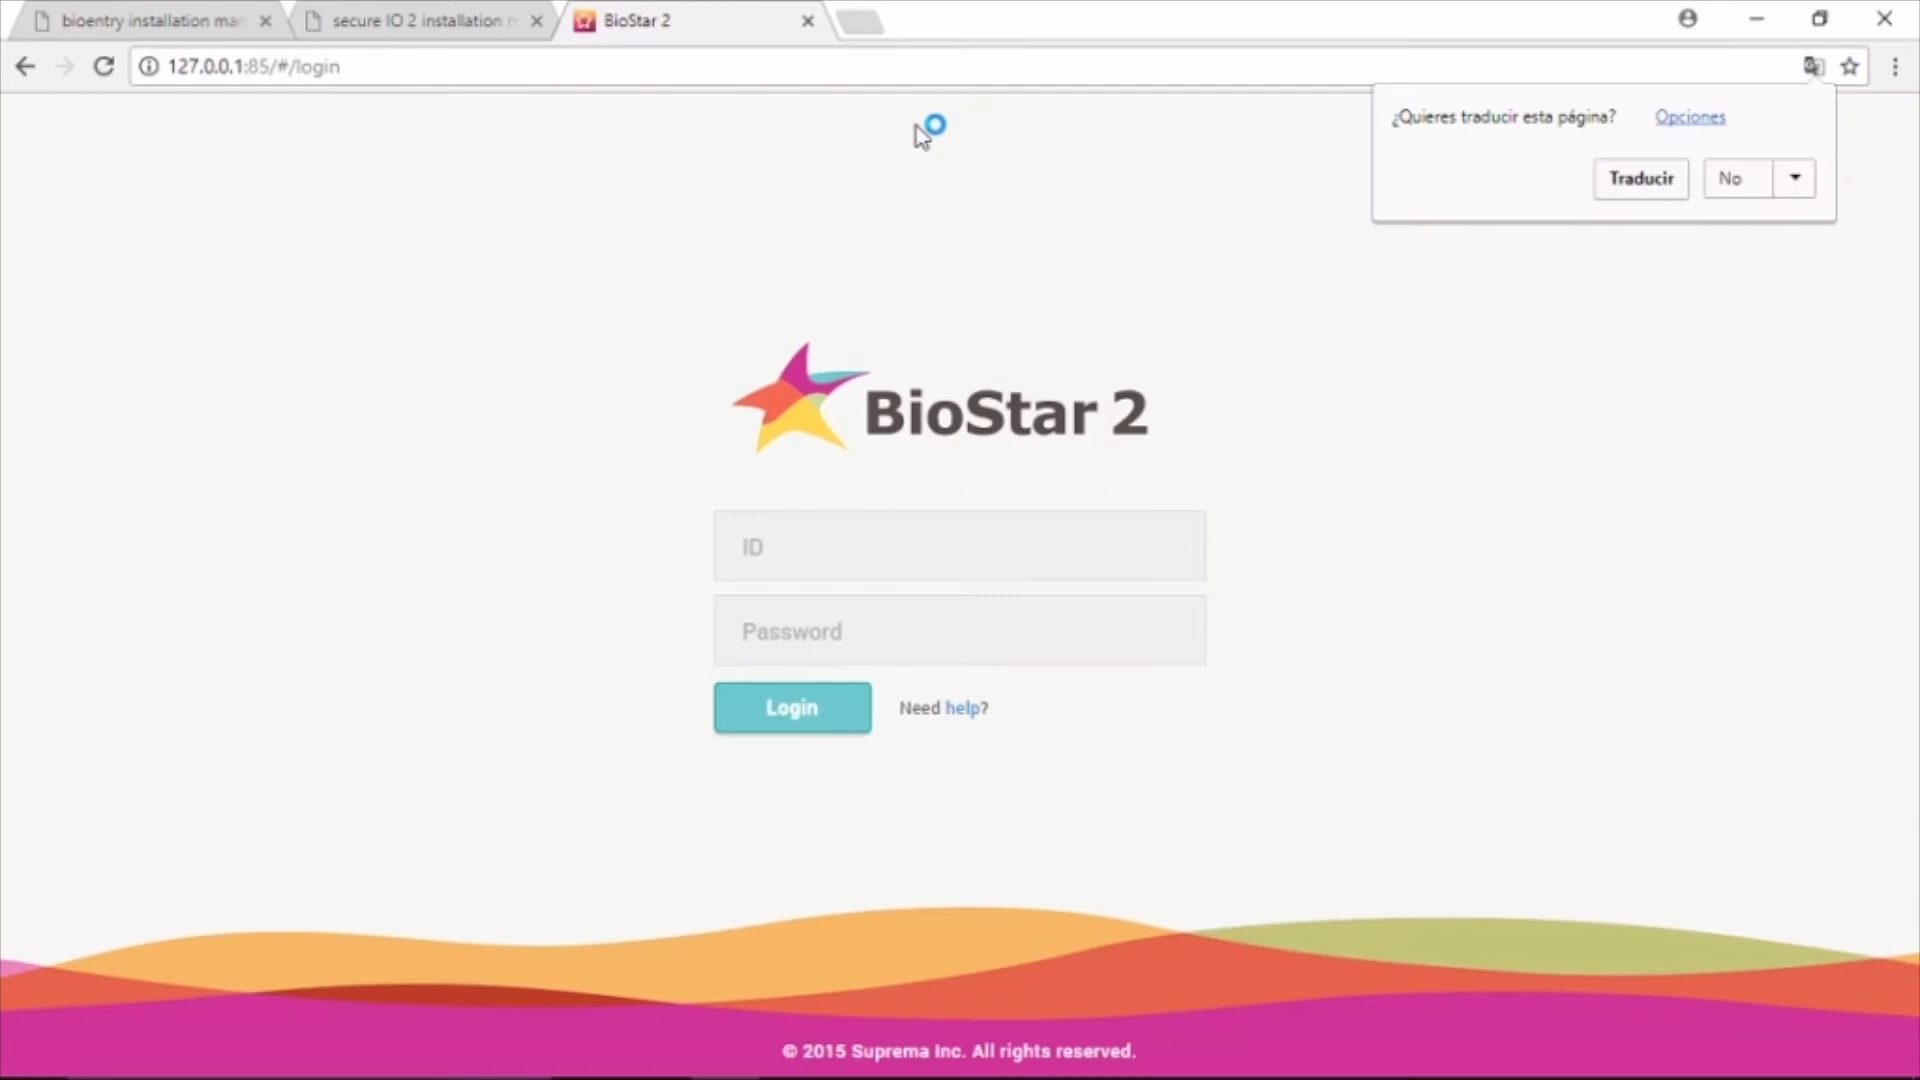 bioentry installation man
secure IO 2 installation
BioStar 2
127.0.0.1:85/#/login
¿Quieres traducir esta página?
Opciones
Traducir
No
BioStar 2
ID
Password
Login
Need help?
© 2015 Suprema Inc. All rights reserved.